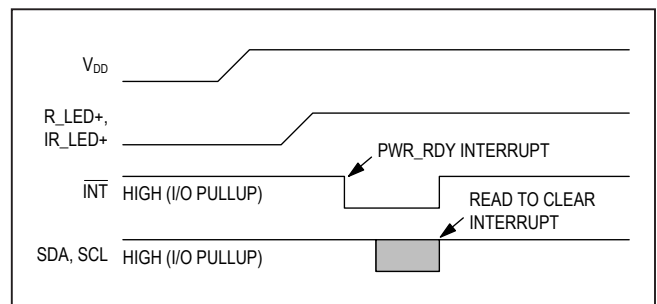 VDD
R_LED+,
IR_LED+
PWR_RDY INTERRUPT
INT HIGH (I/O PULLUP)
READ TO CLEAR
INTERRUPT
SDA, SCL HIGH (I/O PULLUP)